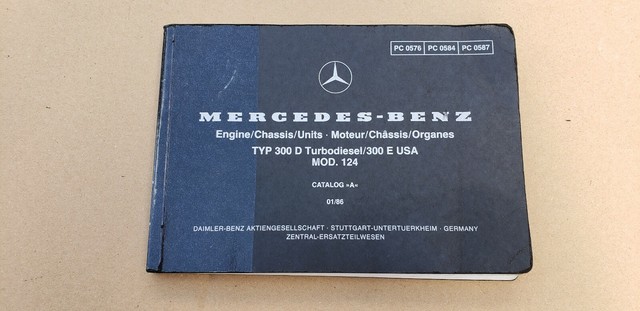 PC 0576 PC 0584 PC 0587
MERCEDES-BENZ
Engine/Chassis/Units · Moteur/Châssis/Organes
TYP 300 D Turbodiesel/300 E USA
MOD. 124
CATALOG »A«
01/86
DAIMLER-BENZ AKTIENGESELLSCHAFT · STUTTGART-UNTERTUERKHEIM · GERMANY
ZENTRAL-ERSATZTEILWESEN